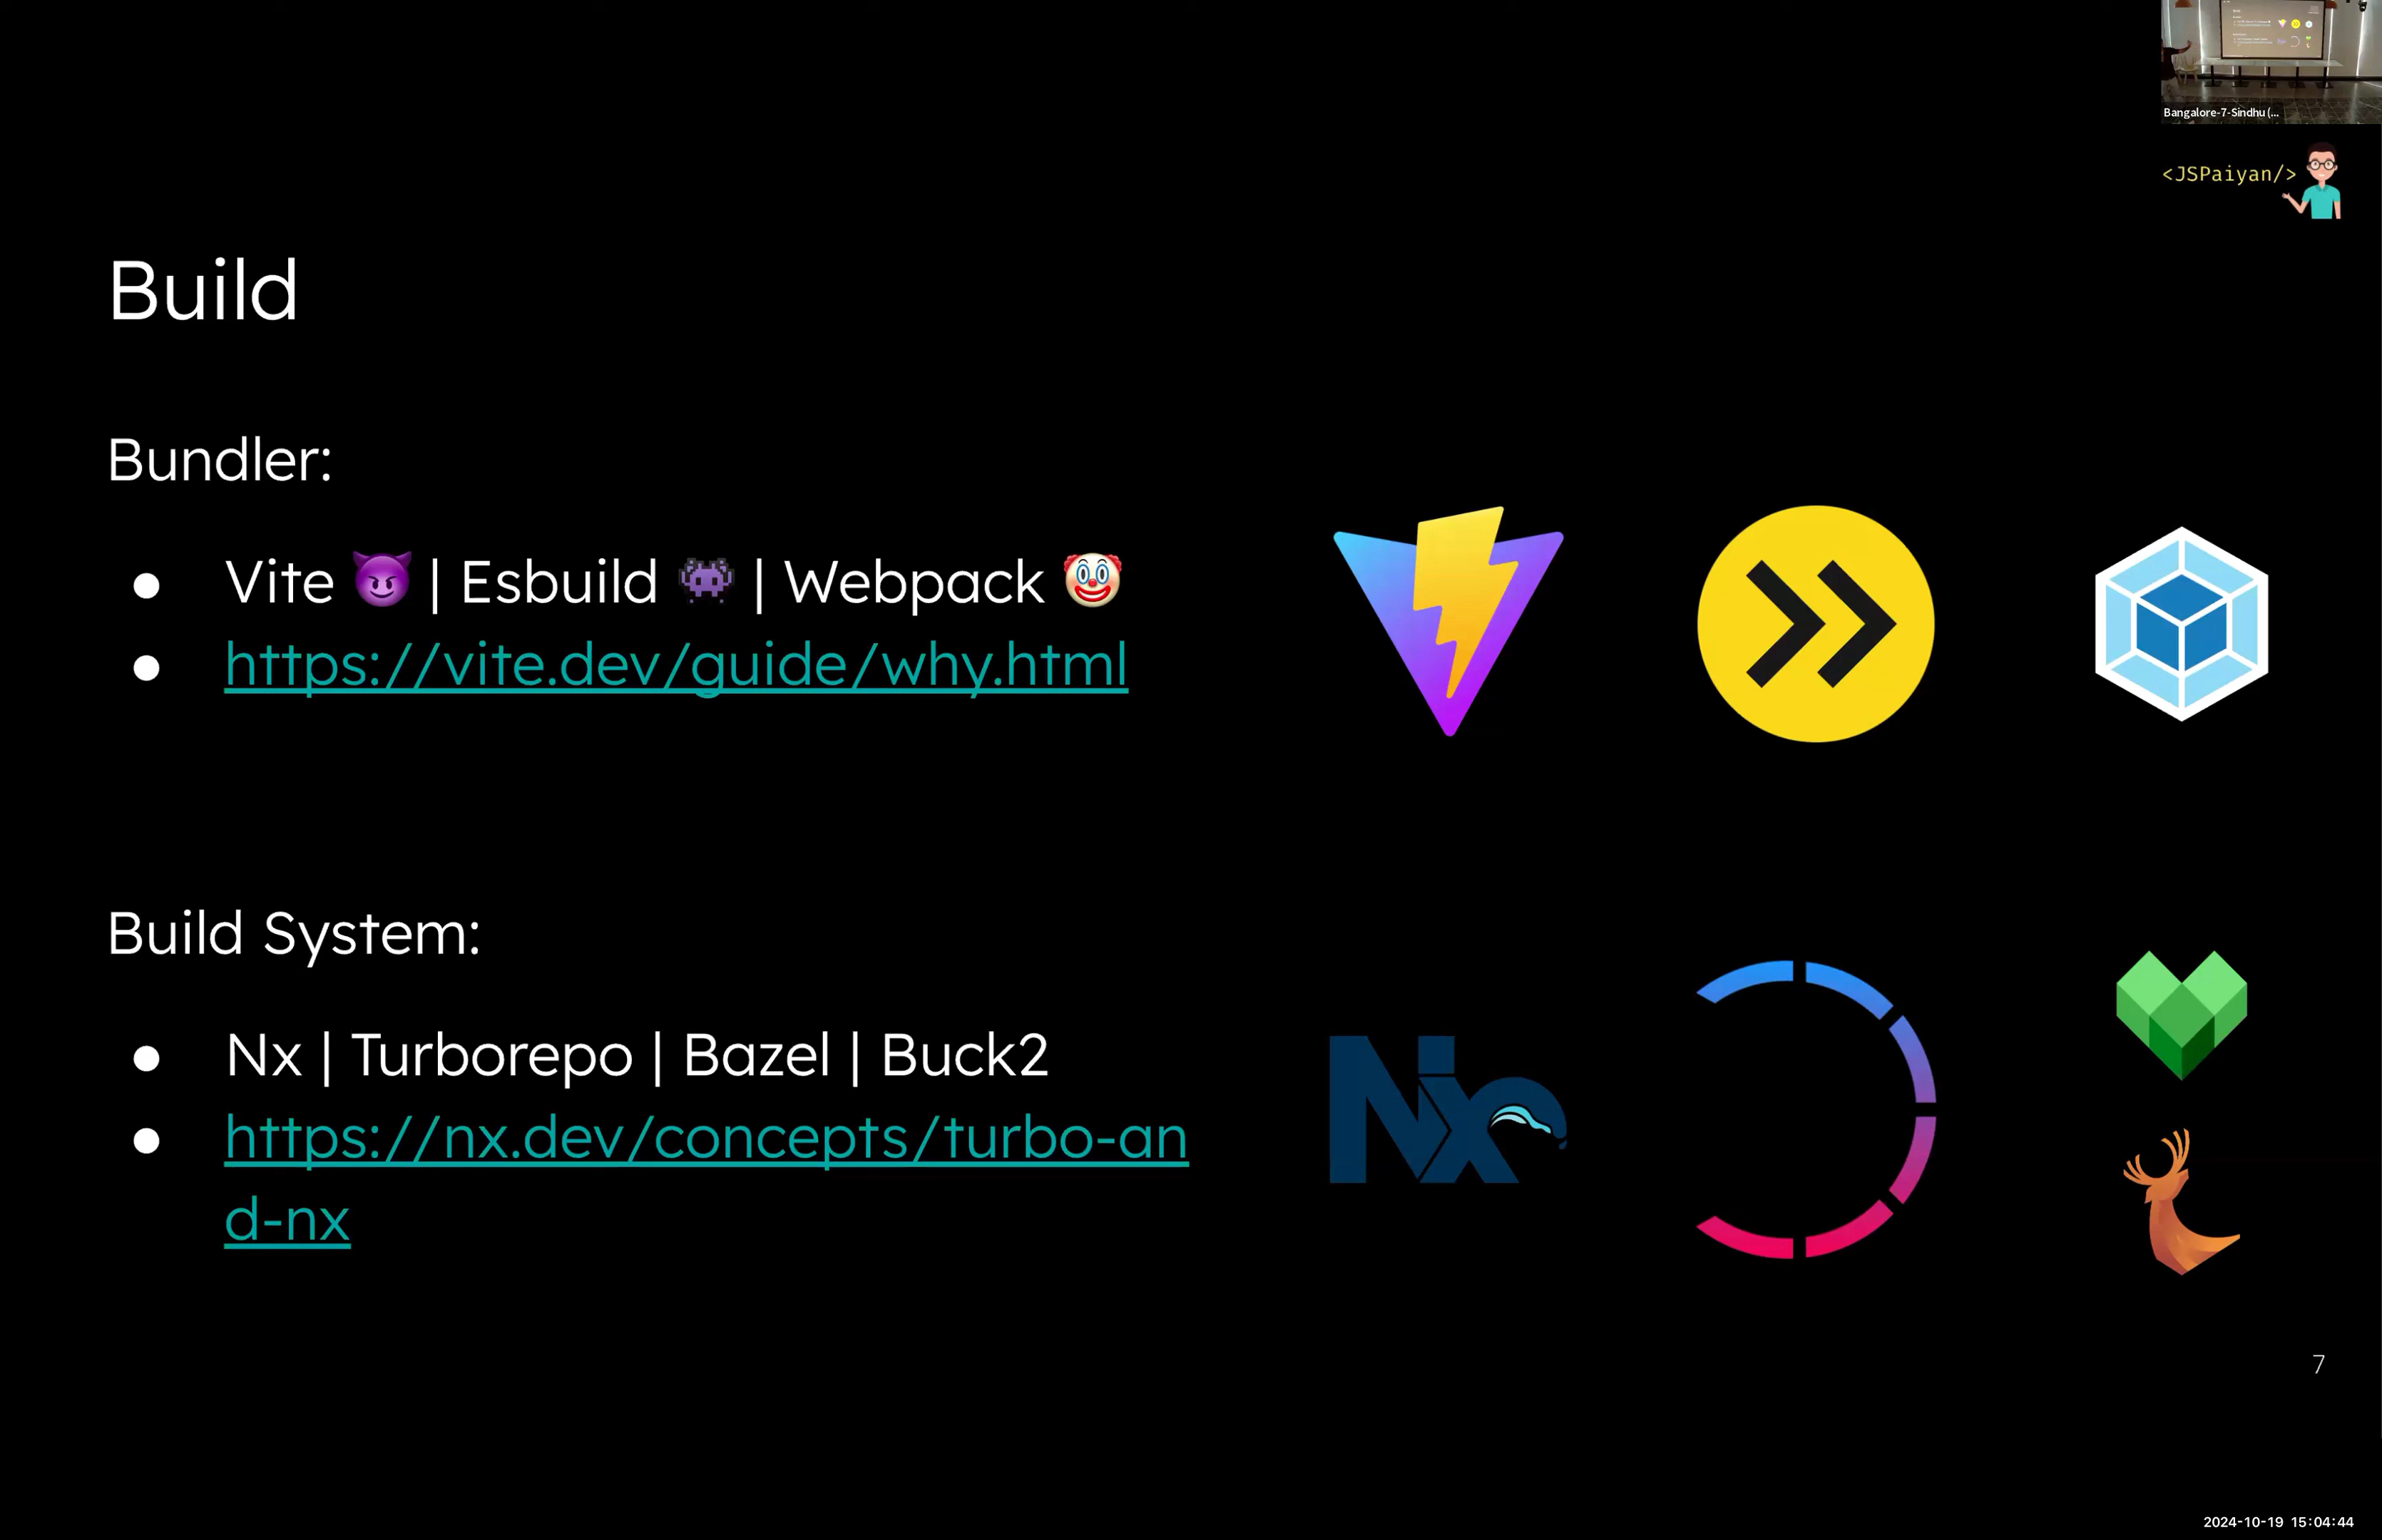 Bangalore-7-Sindhu (...
<JSPaiyan/>
Build
Bundler:
● Vite 😈 | Esbuild 👾 | Webpack 🤡
● https://vite.dev/guide/why.html
Build System:
● Nx | Turborepo | Bazel | Buck2
● https://nx.dev/concepts/turbo-an
d-nx
Nx
7
2024-10-19 15:04:44